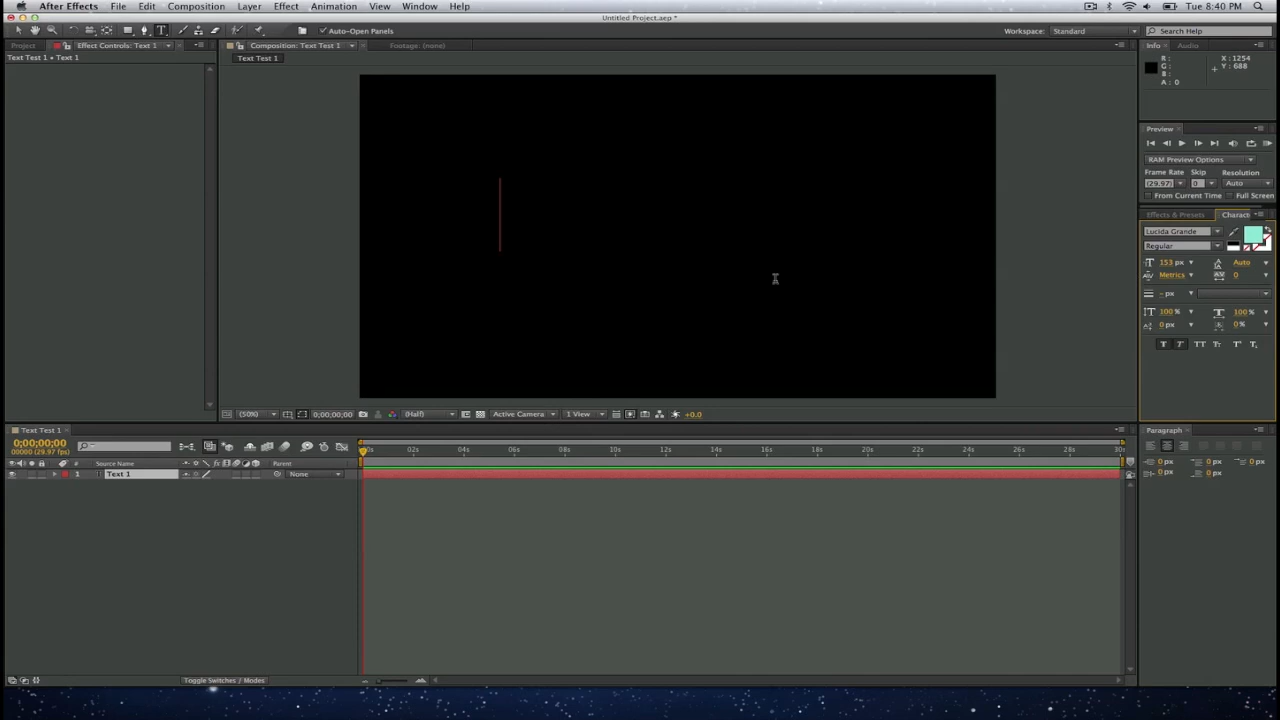 After Effects File Edit Composition Layer Effect Animation View Window Help Tue 8:40 PM
Untitled Project.aep *
T Auto-Open Panels Workspace: Standard Search Help
Project Effect Controls: Text 1 Composition: Text Test 1 Footage: (none) Info Audio
Text Test 1 • Text 1 Text Test 1
R: X: 1254
G: Y: 688
B:
A: 0
Preview
RAM Preview Options
Frame Rate Skip Resolution
(29.97) 0 Auto
From Current Time Full Screen
Effects & Presets Charact
Lucida Grande
Regular
153 px Auto
Metrics 0
- px
100 % 100 %
0 px 0 %
T T TT Tт T¹ T₁
(50%) 0;00;00;00 (Half) Active Camera 1 View +0.0
Text Test 1 Paragraph
0;00;00;00
00000 (29.97 fps)
0s 02s 04s 06s 08s 10s 12s 14s 16s 18s 20s 22s 24s 26s 28s 30s
# Source Name Parent
1 T Text 1 None
0 px 0 px 0 px
0 px 0 px
Toggle Switches / Modes